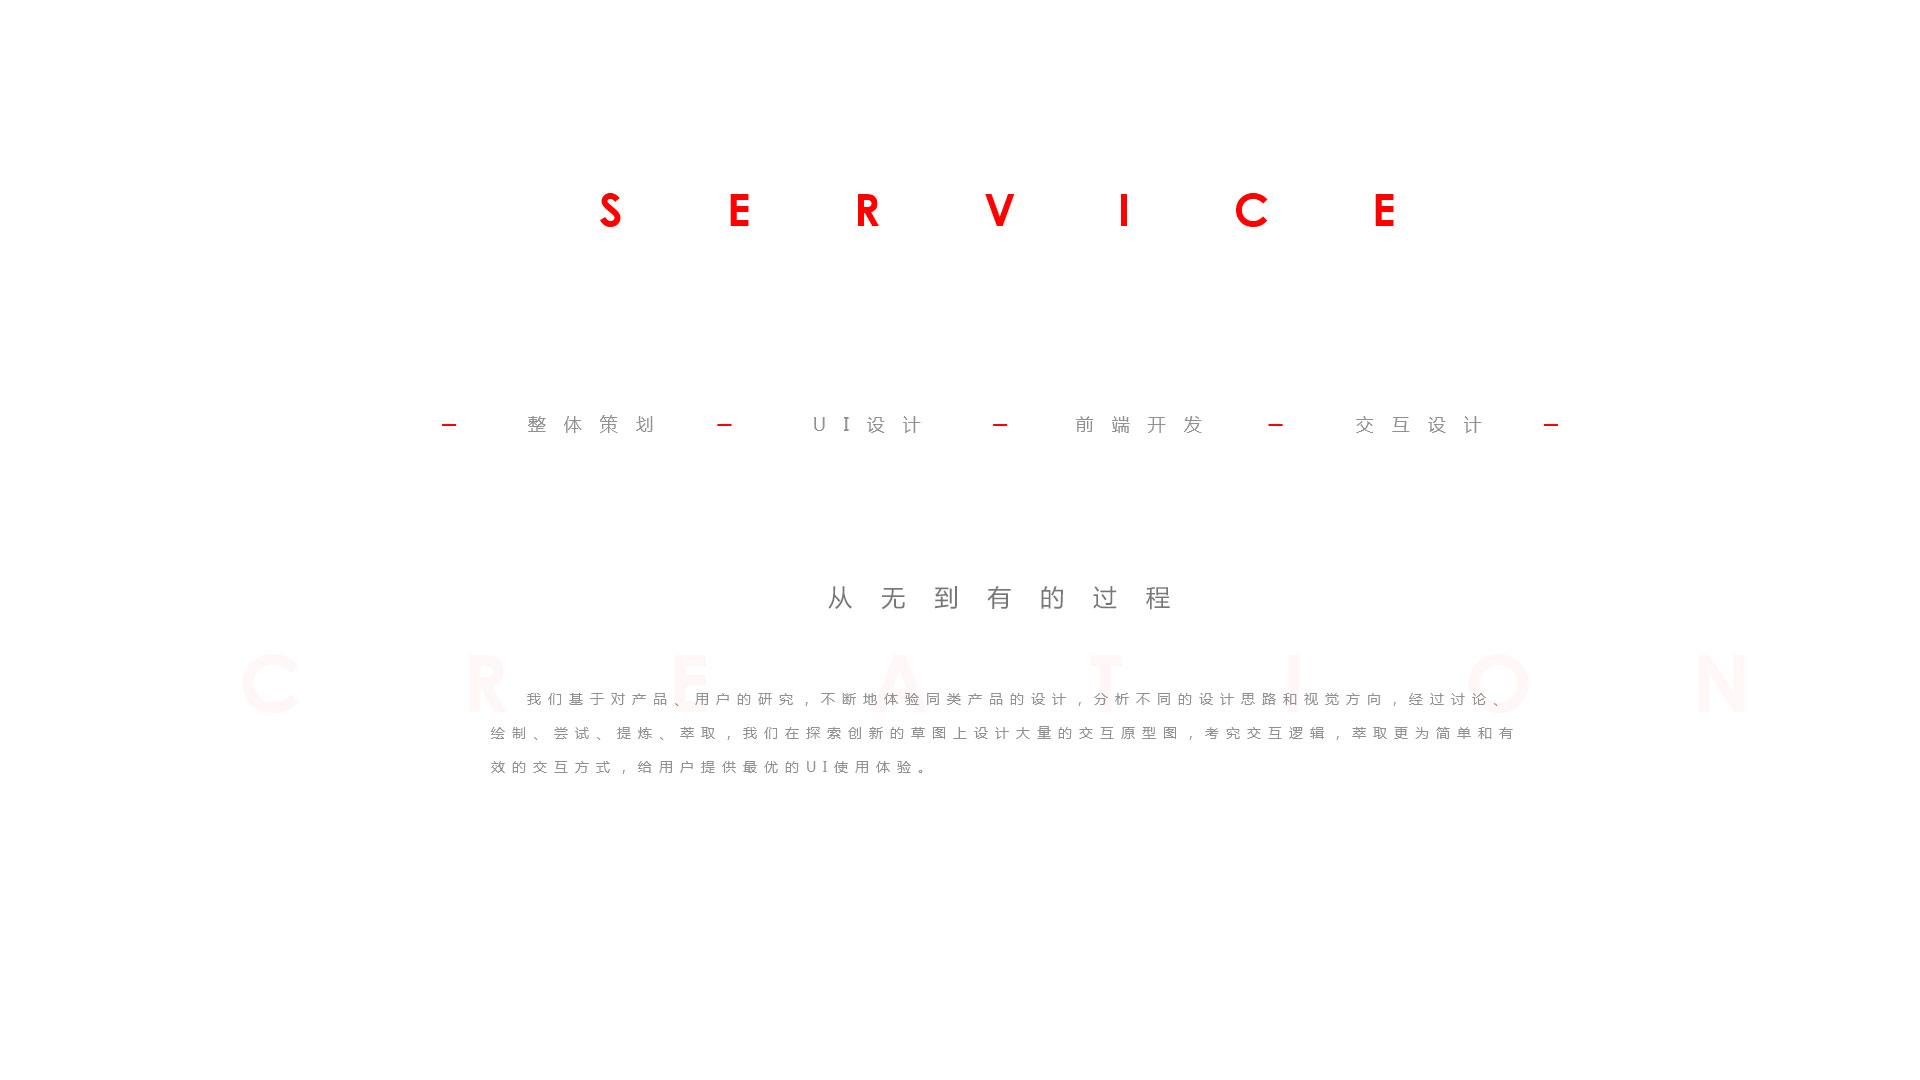 SERVICE
— 整体策划 — UI设计 — 前端开发 — 交互设计 —
从无到有的过程
CREATION
我们基于对产品、用户的研究，不断地体验同类产品的设计，分析不同的设计思路和视觉方向，经过讨论、
绘制、尝试、提炼、萃取，我们在探索创新的草图上设计大量的交互原型图，考究交互逻辑，萃取更为简单和有
效的交互方式，给用户提供最优的UI使用体验。